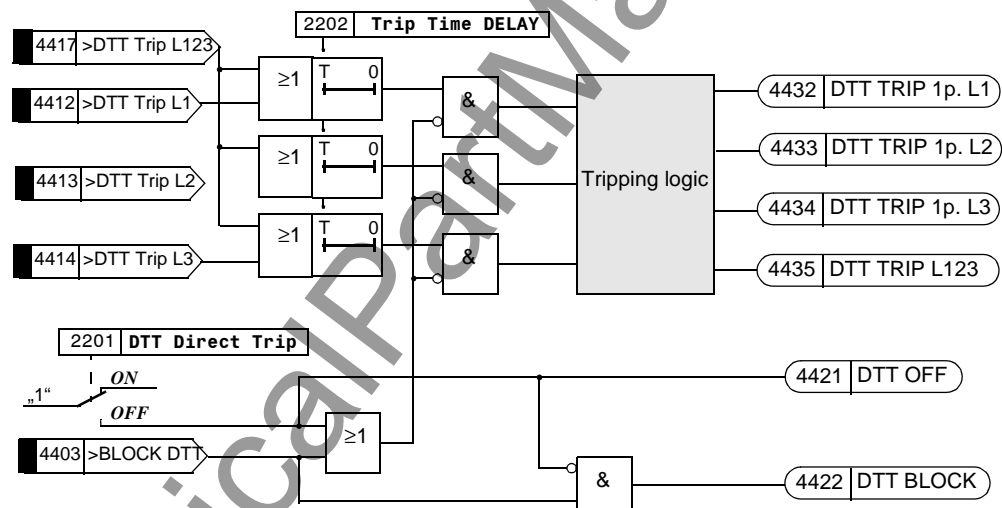 2202 Trip Time DELAY
4417 >DTT Trip L123
≥1 T 0
4412 >DTT Trip L1
&
4432 DTT TRIP 1p. L1
≥1 T 0
4413 >DTT Trip L2
&
Tripping logic
4433 DTT TRIP 1p. L2
≥1 T 0
4414 >DTT Trip L3
&
4434 DTT TRIP 1p. L3
4435 DTT TRIP L123
2201 DTT Direct Trip
„1“
ON
OFF
4421 DTT OFF
4403 >BLOCK DTT
≥1
&
4422 DTT BLOCK